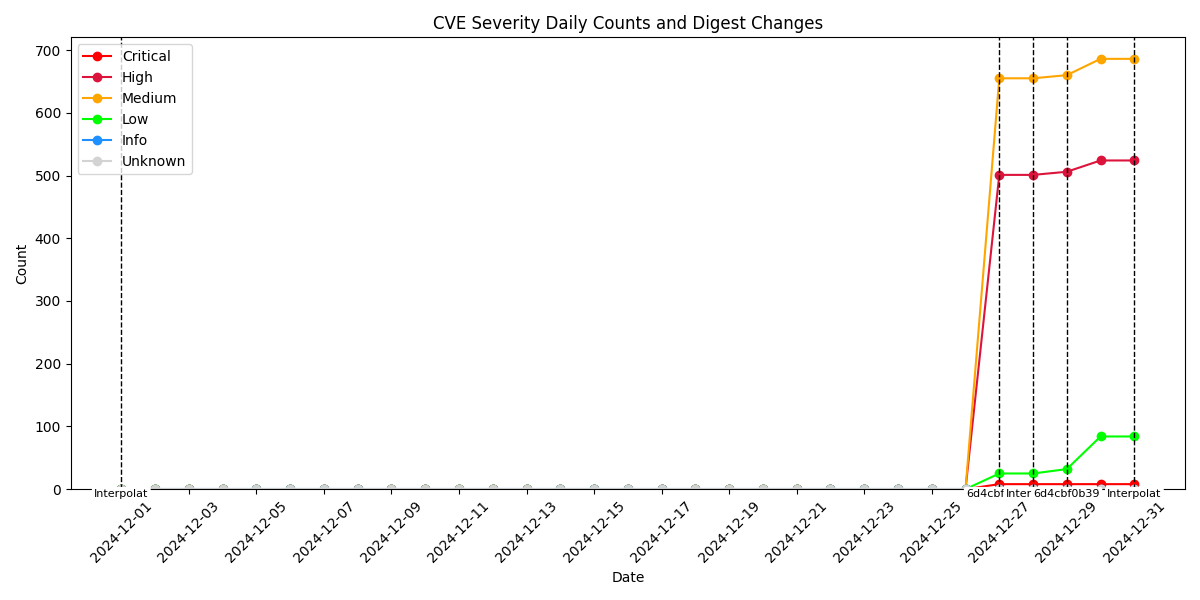 CVE Severity Daily Counts and Digest Changes
Critical
High
Medium
Low
Info
Unknown
Count
700
600
500
400
300
200
100
0
Interpolat
6d4cbf
Inter
6d4cbf0b39
Interpolat
2024-12-01
2024-12-03
2024-12-05
2024-12-07
2024-12-09
2024-12-11
2024-12-13
2024-12-15
2024-12-17
2024-12-19
2024-12-21
2024-12-23
2024-12-25
2024-12-27
2024-12-29
2024-12-31
Date